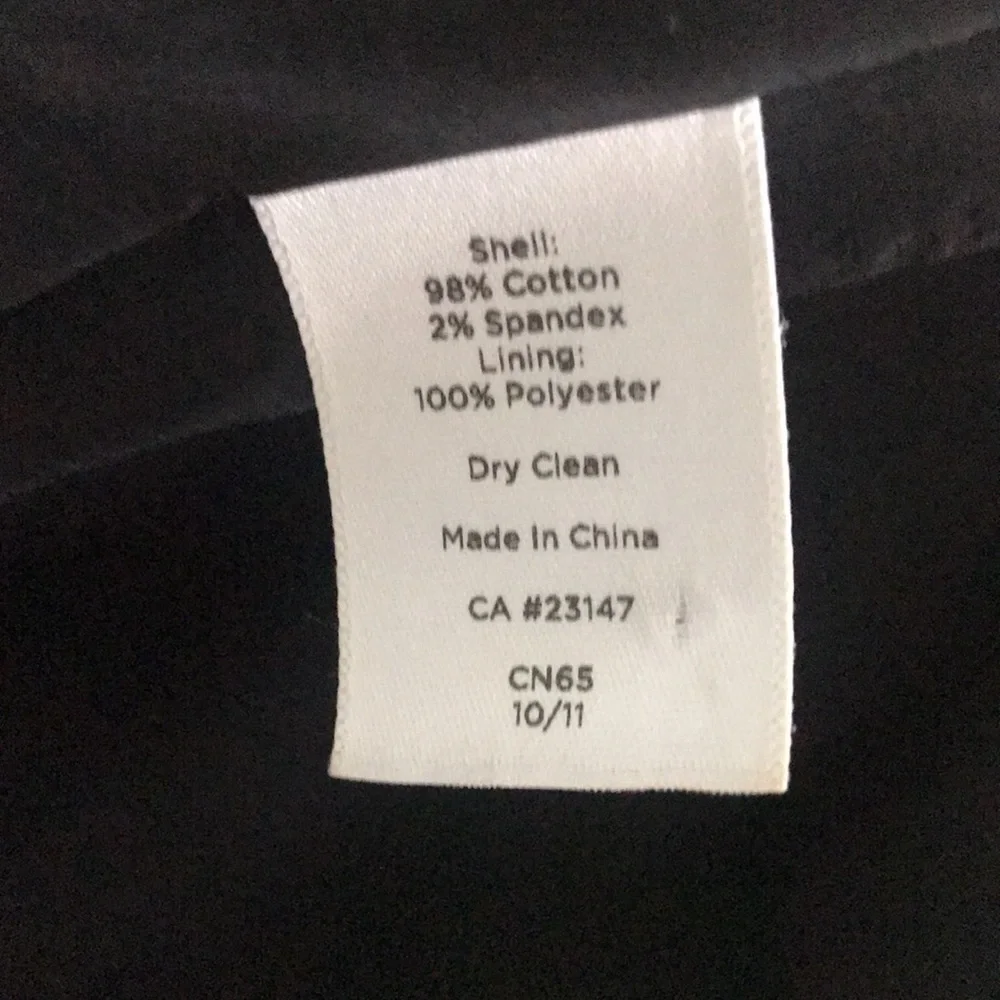 Shell:
98% Cotton
2% Spandex
Lining:
100% Polyester
Dry Clean
Made In China
CA #23147
CN65
10/11